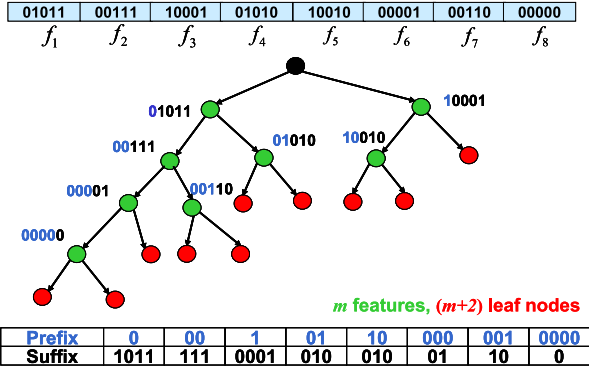 01011 00111 10001 01010 10010 00001 00110 00000
f1 f2 f3 f4 f5 f6 f7 f8
10001
01011
00111 01010 10010
00001 00110
00000
m features, (m+2) leaf nodes
Prefix 0 00 1 01 10 000 001 0000
Suffix 1011 111 0001 010 010 01 10 0